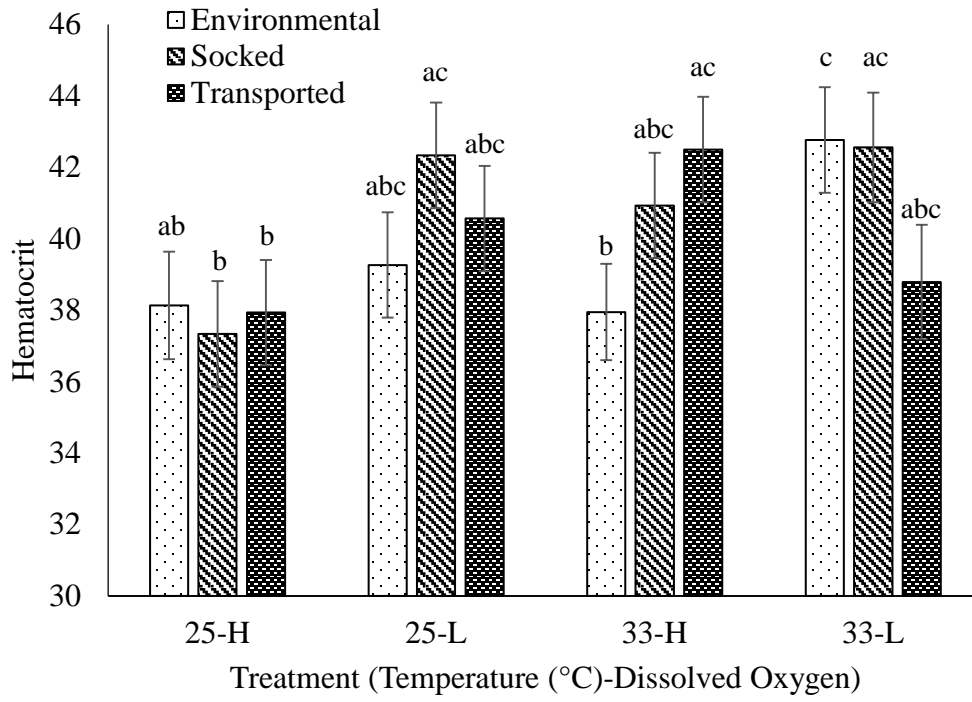 Environmental
Socked
Transported
46
44
42
40
38
36
34
32
30
Hematocrit
ab
b
b
abc
ac
abc
b
abc
ac
c
ac
abc
25-H
25-L
33-H
33-L
Treatment (Temperature (°C)-Dissolved Oxygen)